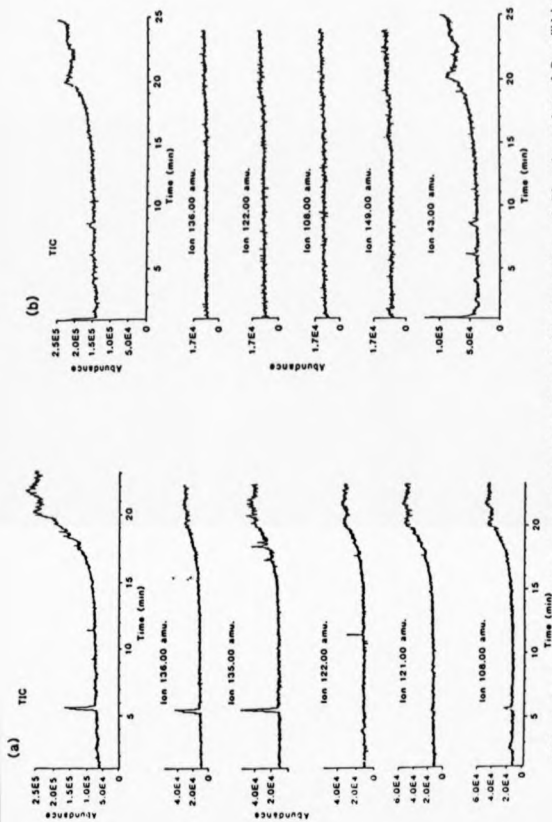 (a)
TIC
2.5E5
2.0E5
1.5E5
1.0E5
5.0E4
0
Abundance
5
10
15
20
Time (min)
Ion 136.00 amu.
4.0E4
2.0E4
0
Ion 135.00 amu.
4.0E4
2.0E4
0
Abundance
Ion 122.00 amu.
4.0E4
2.0E4
0
Ion 121.00 amu.
6.0E4
4.0E4
2.0E4
0
Ion 108.00 amu.
6.0E4
4.0E4
2.0E4
0
Abundance
5
10
15
20
Time (min)
(b)
TIC
2.5E5
2.0E5
1.5E5
1.0E5
5.0E4
0
Abundance
5
10
15
20
25
Time (min)
Ion 136.00 amu.
1.7E4
0
Ion 122.00 amu.
1.7E4
0
Abundance
Ion 108.00 amu.
1.7E4
0
Ion 149.00 amu.
1.7E4
0
Ion 43.00 amu.
1.0E5
5.0E4
0
Abundance
5
10
15
20
25
Time (min)